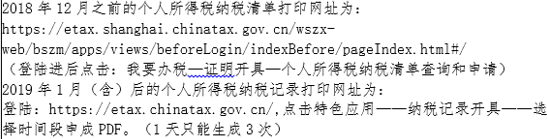 2018 年 12 月之前的个人所得税纳税清单打印网址为：
https://etax.shanghai.chinatax.gov.cn/wszx-
web/bszm/apps/views/beforeLogin/indexBefore/pageIndex.html#/
（登陆进后点击：我要办税—证明开具—个人所得税纳税清单查询和申请）
2019 年 1 月（含）后的个人所得税纳税记录打印网址为：
登陆：https://etax.chinatax.gov.cn/,点击特色应用——纳税记录开具——选
择时间段申成 PDF。（1 天只能生成 3 次）